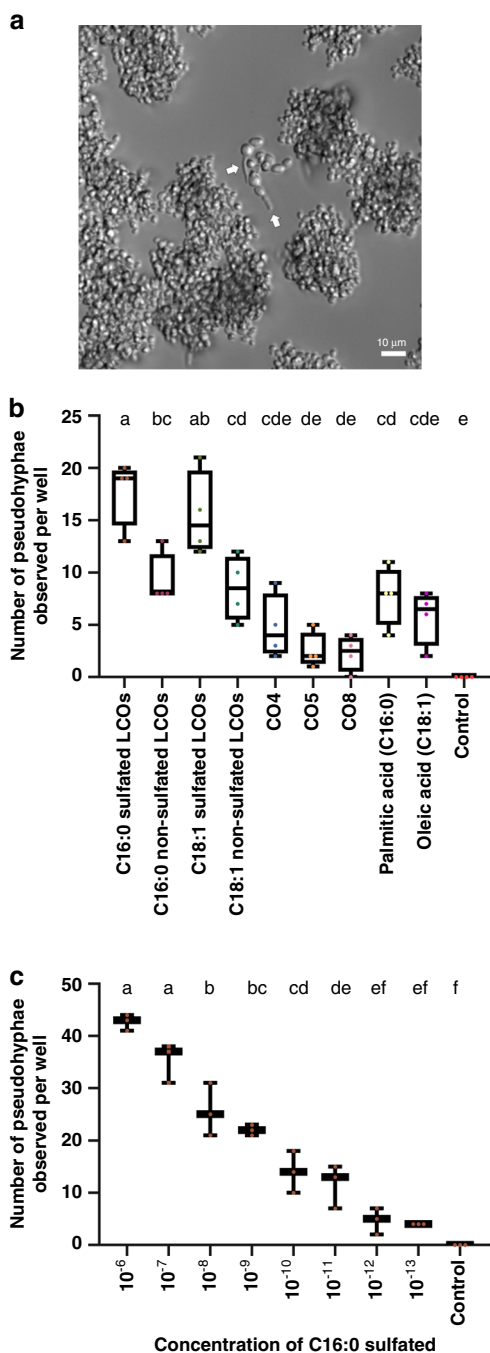 a
10 μm
b
Number of pseudohyphae
observed per well
25
20
15
10
5
0
a bc ab cd cde de de cd cde e
C16:0 sulfated LCOs
C16:0 non-sulfated LCOs
C18:1 sulfated LCOs
C18:1 non-sulfated LCOs
CO4
CO5
CO8
Palmitic acid (C16:0)
Oleic acid (C18:1)
Control
c
Number of pseudohyphae
observed per well
50
40
30
20
10
0
a a b bc cd de ef ef f
10⁻⁶
10⁻⁷
10⁻⁸
10⁻⁹
10⁻¹⁰
10⁻¹¹
10⁻¹²
10⁻¹³
Control
Concentration of C16:0 sulfated